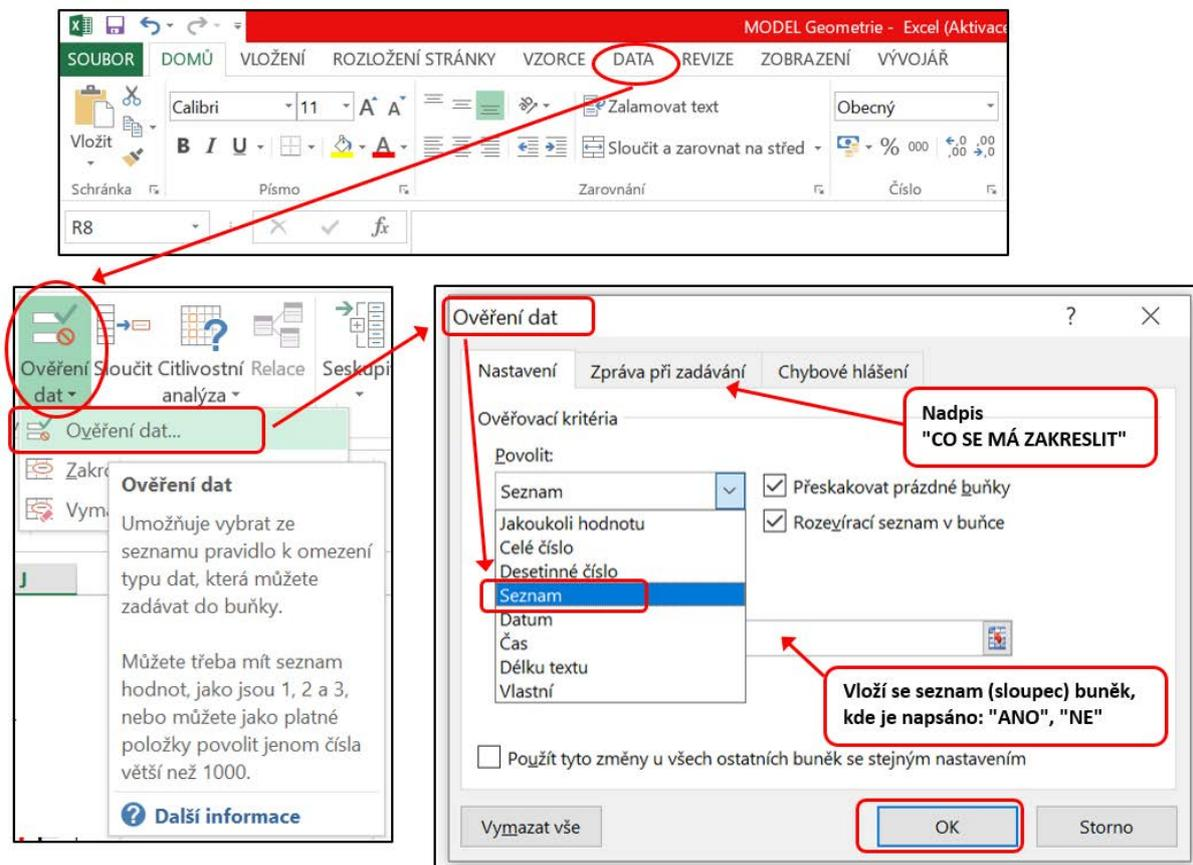 MODEL Geometrie - Excel (Aktivace
SOUBOR DOMŮ VLOŽENÍ ROZLOŽENÍ STRÁNKY VZORCE DATA REVIZE ZOBRAZENÍ VÝVOJÁŘ
Calibri 11 A A Zalamovat text Obecný
Vložit B I U A Sloučit a zarovnat na střed % 000 ,0 ,00 ,00 ,0
Schránka Písmo Zarovnání Číslo
R8 fx
Ověření dat Sloučit Citlivostní analýza Relace Seskupi
Ověření dat...
Zakro
Vyma
Ověření dat
Umožňuje vybrat ze
seznamu pravidlo k omezení
typu dat, která můžete
zadávat do buňky.
Můžete třeba mít seznam
hodnot, jako jsou 1, 2 a 3,
nebo můžete jako platné
položky povolit jenom čísla
větší než 1000.
? Další informace
J
Ověření dat ?
Nastavení Zpráva při zadávání Chybové hlášení
Nadpis
"CO SE MÁ ZAKRESLIT"
Ověřovací kritéria
Povolit:
Seznam
Přeskakovat prázdné buňky
Rozevírací seznam v buňce
Jakoukoli hodnotu
Celé číslo
Desetinné číslo
Seznam
Datum
Čas
Délku textu
Vlastní
Vloží se seznam (sloupec) buněk,
kde je napsáno: "ANO", "NE"
Použít tyto změny u všech ostatních buněk se stejným nastavením
Vymazat vše OK Storno